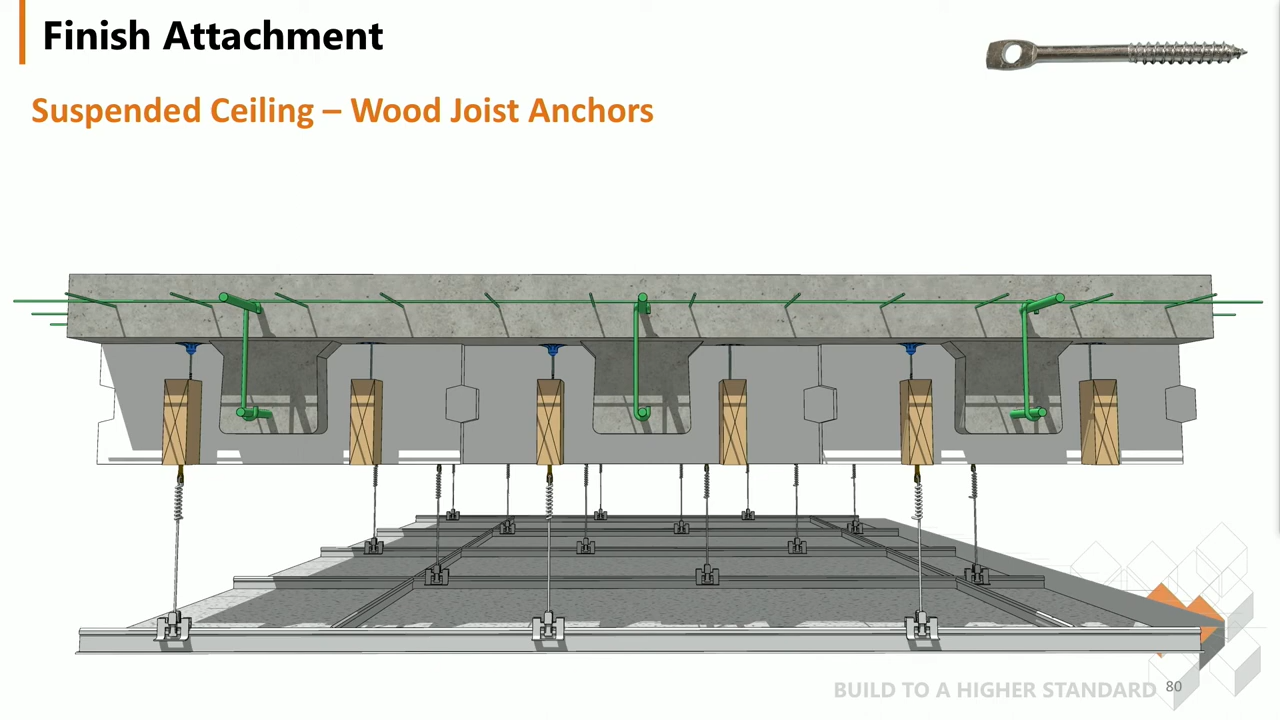 Finish Attachment
Suspended Ceiling – Wood Joist Anchors
BUILD TO A HIGHER STANDARD 80